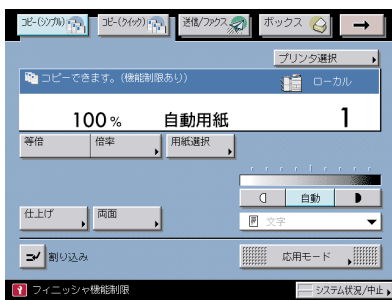 コピー(シンプル)
コピー(クイック)
送信/ファクス
ボックス
プリンタ選択
コピーできます。(機能制限あり)
ローカル
100%
自動用紙
1
等倍
倍率
用紙選択
自動
仕上げ
両面
文字
割り込み
応用モード
フィニッシャ機能制限
システム状況/中止